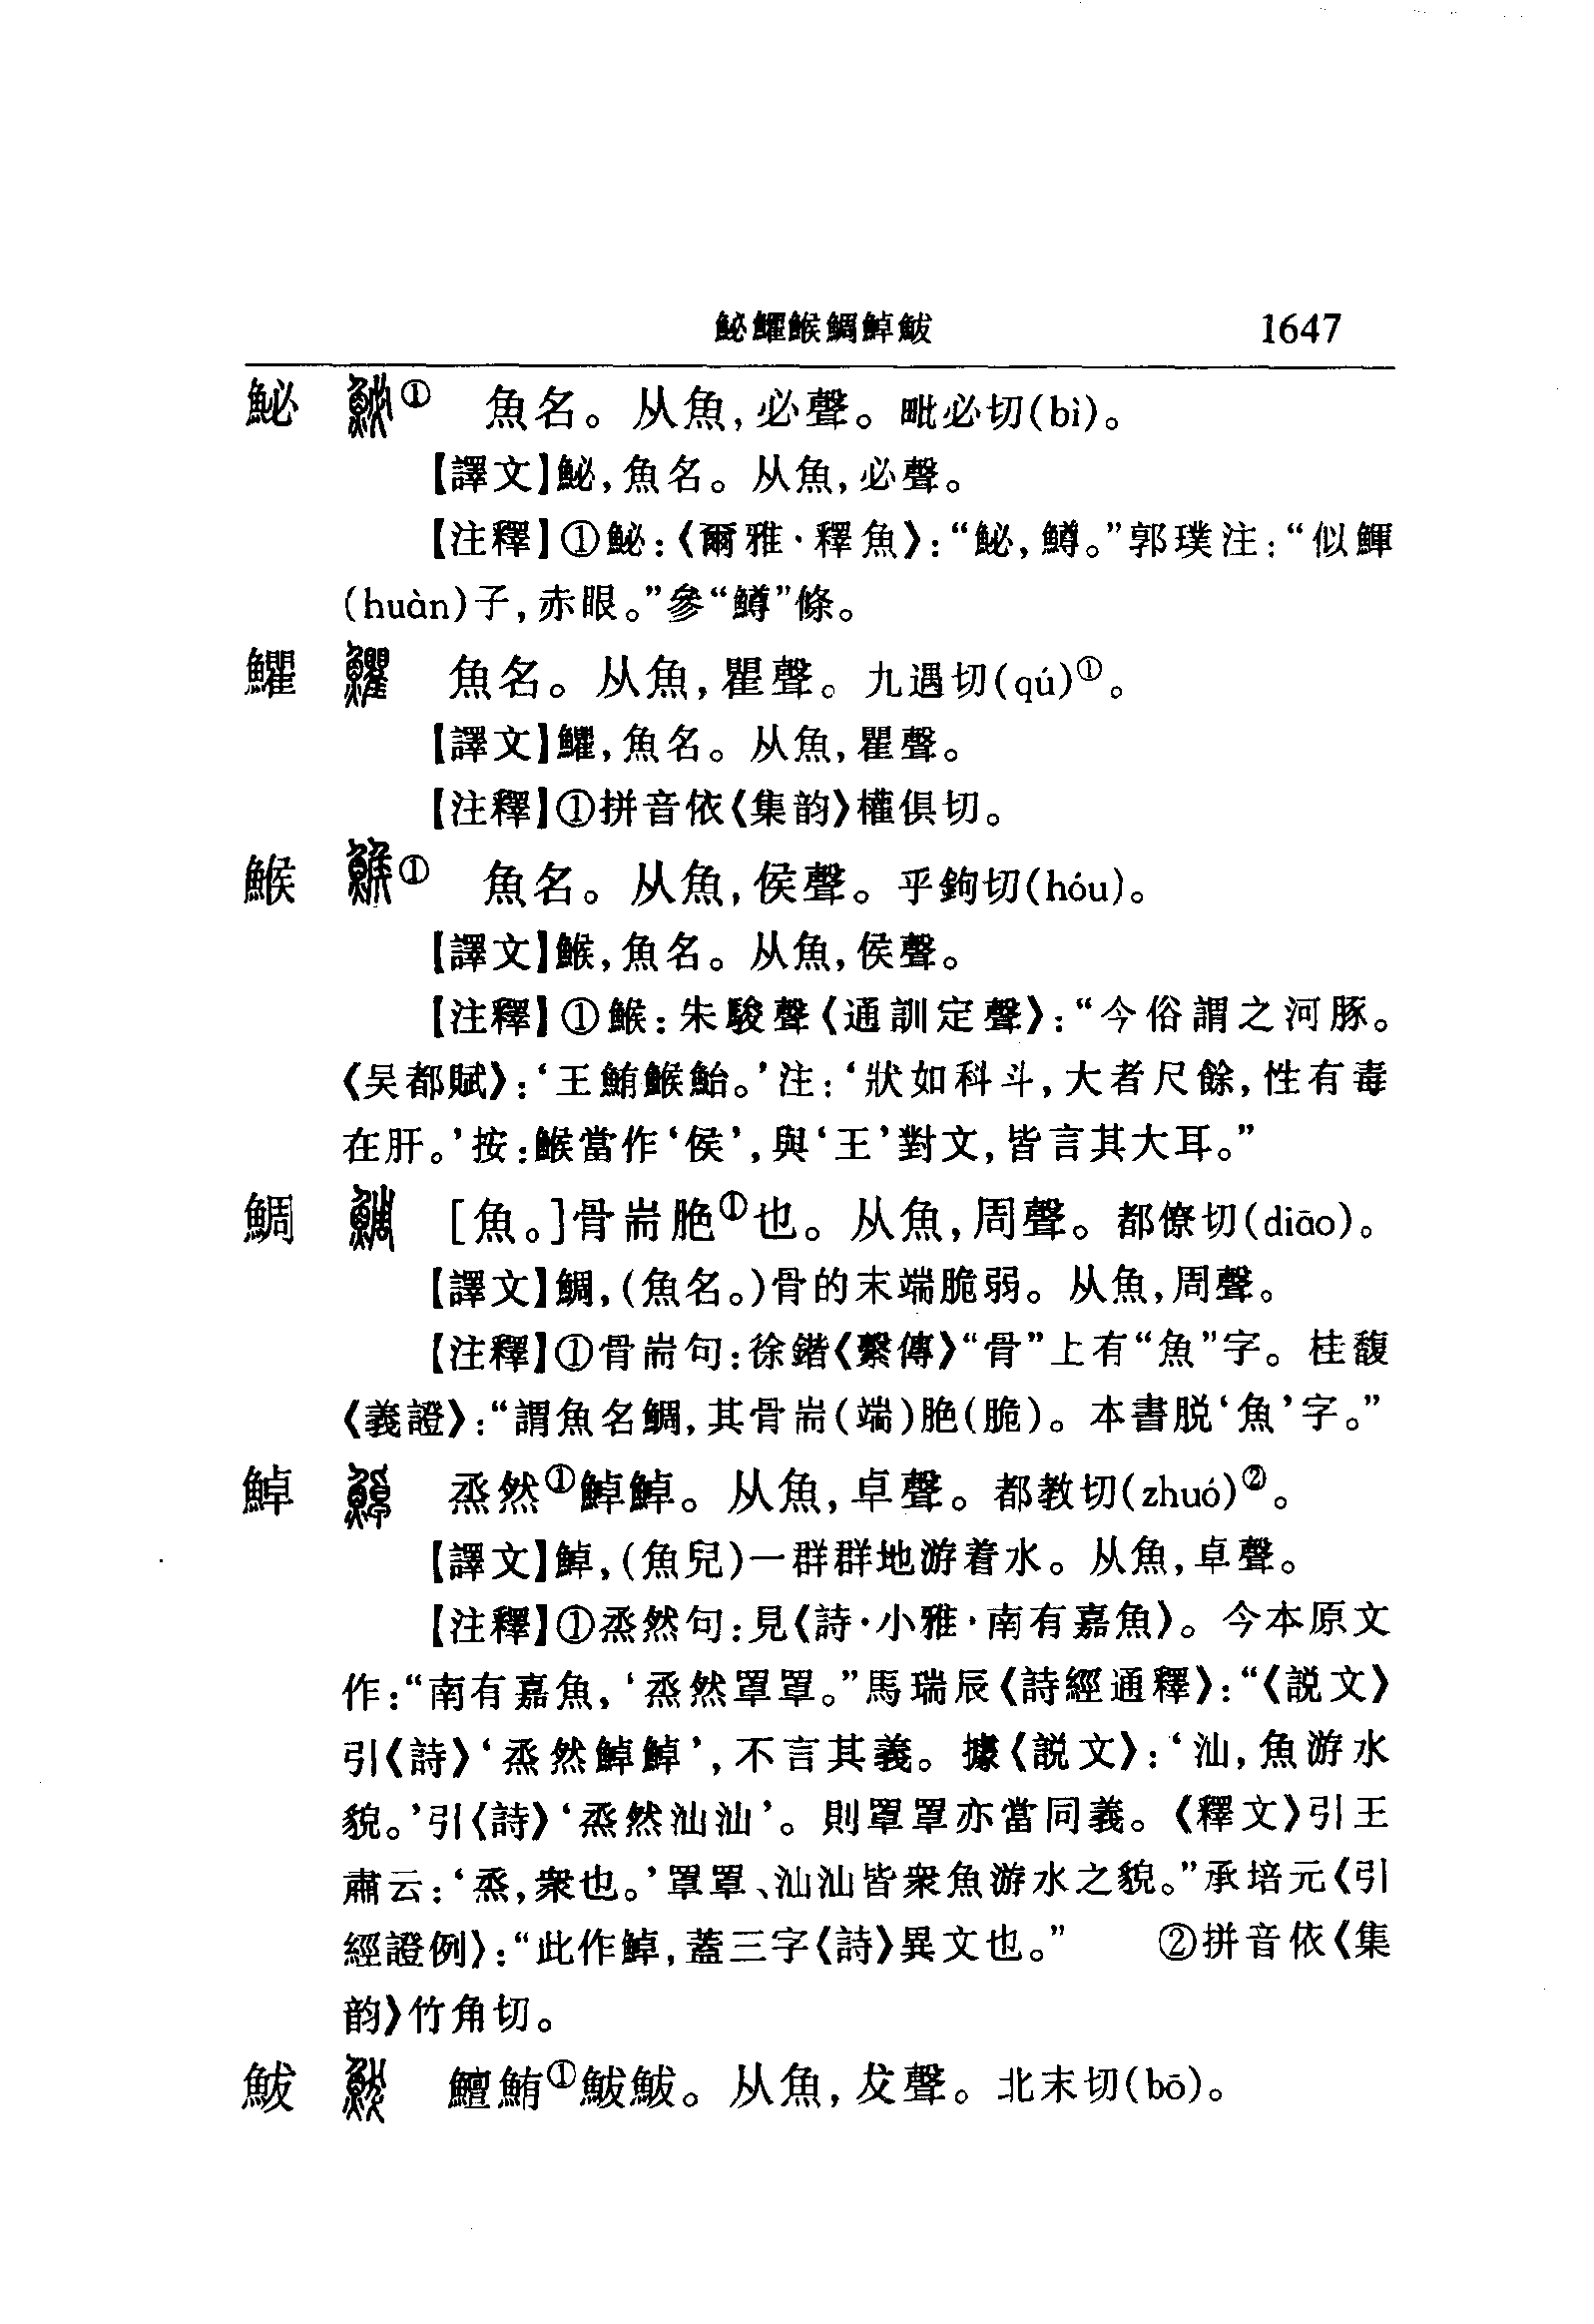 鮅鸜鯸鯛䱜鮁 1647
鮅 ① 魚名。从魚,必聲。毗必切(bì)。
【譯文】鮅,魚名。从魚,必聲。
【注釋】①鮅:《爾雅·釋魚》:“鮅,鱒。”郭璞注:“似鯶
(huàn)子,赤眼。”參“鱒”條。
魚名。从魚,瞿聲。九遇切(qú)①。
【譯文】,魚名。从魚,瞿聲。
【注釋】①拼音依《集韵》權俱切。
鯸 ① 魚名。从魚,侯聲。乎鉤切(hóu)。
【譯文】鯸,魚名。从魚,侯聲。
【注釋】①鯸:朱駿聲《通訓定聲》:“今俗謂之河豚。
《吴都賦》:‘王鮪鯸鮐。’注:‘狀如科斗,大者尺餘,性有毒
在肝。’按:鯸當作‘侯’,與‘王’對文,皆言其大耳。”
鯛 [魚。]骨耑脃①也。从魚,周聲。都僚切(diāo)。
【譯文】鯛,(魚名。)骨的末端脆弱。从魚,周聲。
【注釋】①骨耑句:徐鍇《繫傳》“骨”上有“魚”字。桂馥
《義證》:“謂魚名鯛,其骨耑(端)脃(脆)。本書脱‘魚’字。”
䱜 烝然①䱜䱜。从魚,卓聲。都教切(zhuó)②。
【譯文】䱜,(魚兒)一群群地游着水。从魚,卓聲。
【注釋】①烝然句:見《詩·小雅·南有嘉魚》。今本原文
作:“南有嘉魚,‘烝然罩罩。”馬瑞辰《詩經通釋》:“《説文》
引《詩》‘烝然䱜䱜’,不言其義。據《説文》:‘汕,魚游水
貌。’引《詩》‘烝然汕汕’。則罩罩亦當同義。《釋文》引王
肅云:‘烝,衆也。’罩罩、汕汕皆衆魚游水之貌。”承培元《引
經證例》:“此作䱜,蓋三字《詩》異文也。” ②拼音依《集
韵》竹角切。
鮁 鱣鮪①鮁鮁。从魚,犮聲。北末切(bō)。